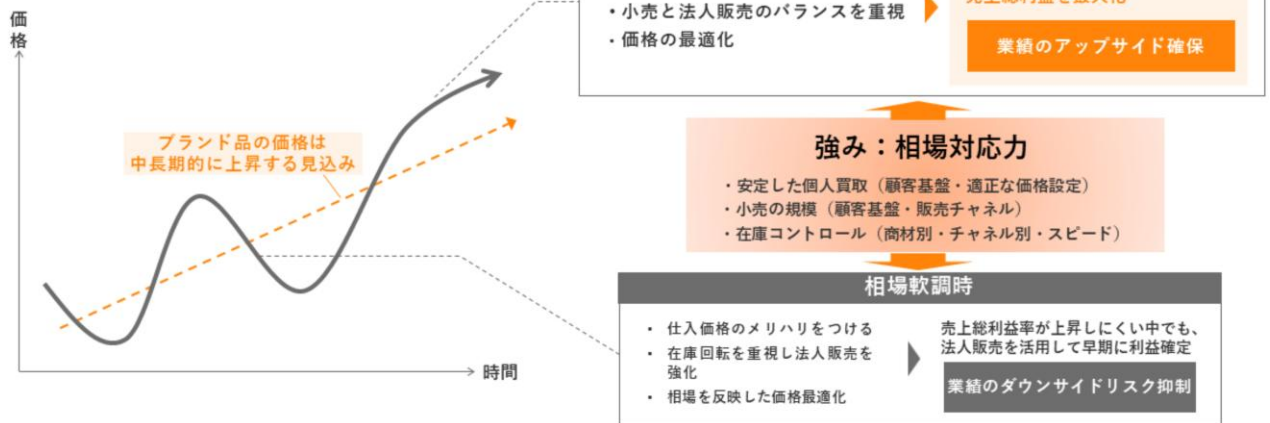 価
格
ブランド品の価格は
中長期的に上昇する見込み
時間
・小売と法人販売のバランスを重視
・価格の最適化
業績のアップサイド確保
強み：相場対応力
・安定した個人買取（顧客基盤・適正な価格設定）
・小売の規模（顧客基盤・販売チャネル）
・在庫コントロール（商材別・チャネル別・スピード）
相場軟調時
・ 仕入価格のメリハリをつける
・ 在庫回転を重視し法人販売を
強化
・ 相場を反映した価格最適化
売上総利益率が上昇しにくい中でも、
法人販売を活用して早期に利益確定
業績のダウンサイドリスク抑制